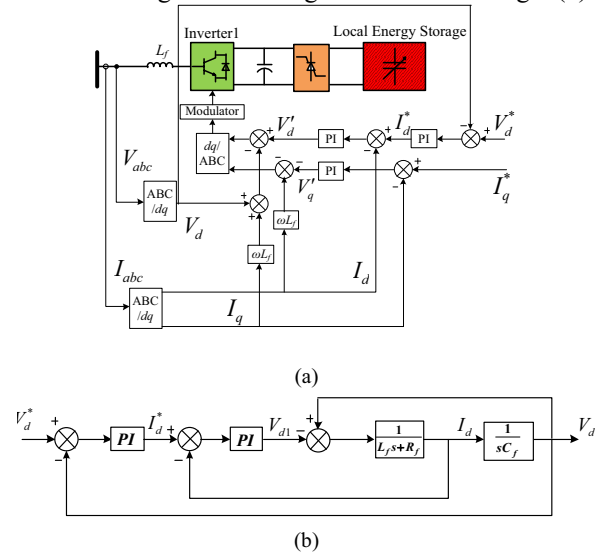 Inverter1
Local Energy Storage
L_f
Modulator
dq/
ABC
V_d'
PI
I_d^*
PI
V_d^*
V_q'
PI
I_q^*
V_abc
ABC
/dq
V_d
ωL_f
ωL_f
I_abc
ABC
/dq
I_q
I_d
(a)
V_d^*
PI
I_d^*
PI
V_d1
1
L_f s+R_f
I_d
1
sC_f
V_d
(b)